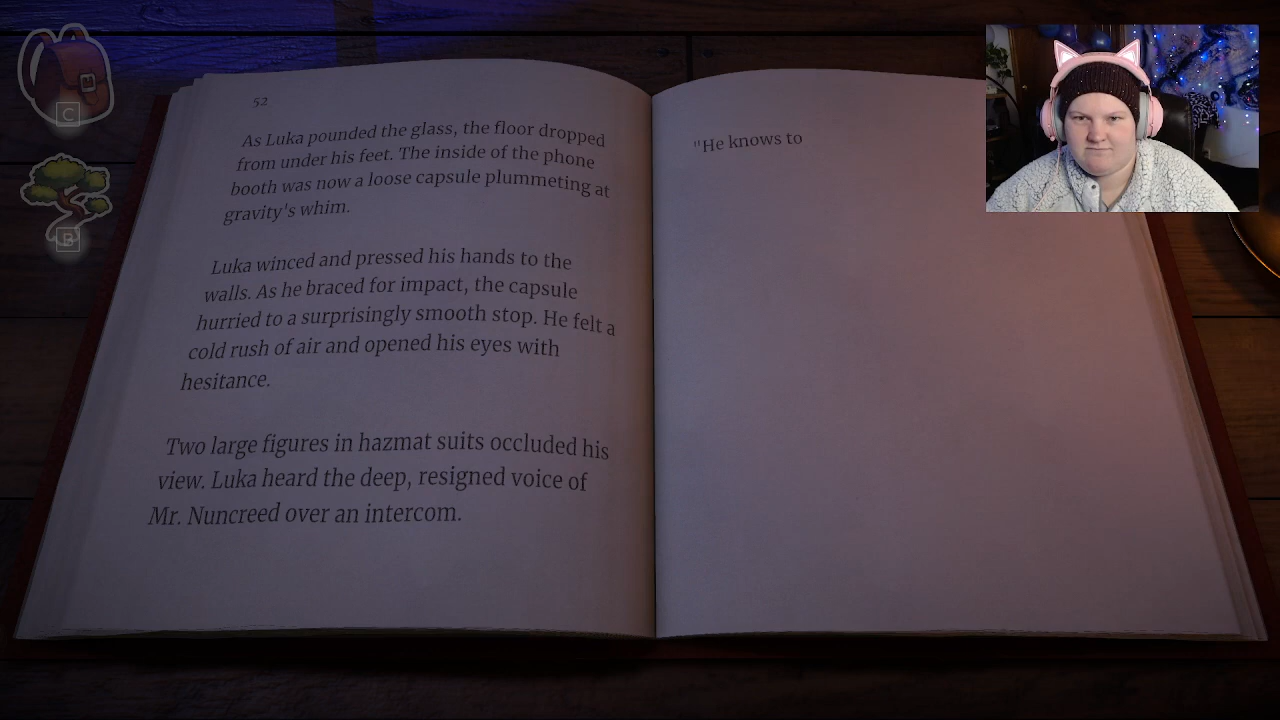 52
As Luka pounded the glass, the floor dropped
from under his feet. The inside of the phone
booth was now a loose capsule plummeting at
gravity's whim.
Luka winced and pressed his hands to the
walls. As he braced for impact, the capsule
hurried to a surprisingly smooth stop. He felt a
cold rush of air and opened his eyes with
hesitance.
Two large figures in hazmat suits occluded his
view. Luka heard the deep, resigned voice of
Mr. Nuncreed over an intercom.
"He knows to
C
B